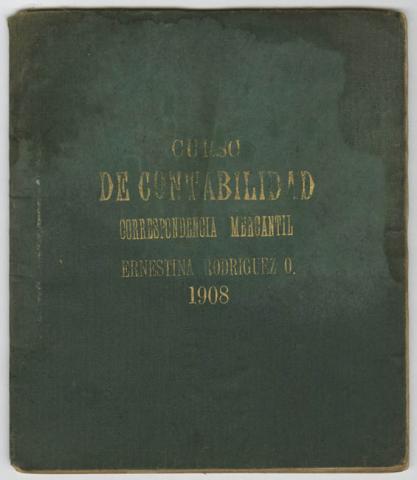 CURSO
DE CONTABILIDAD
CORRESPONDENCIA MERCANTIL
ERNESTINA RODRIGUEZ O.
1908